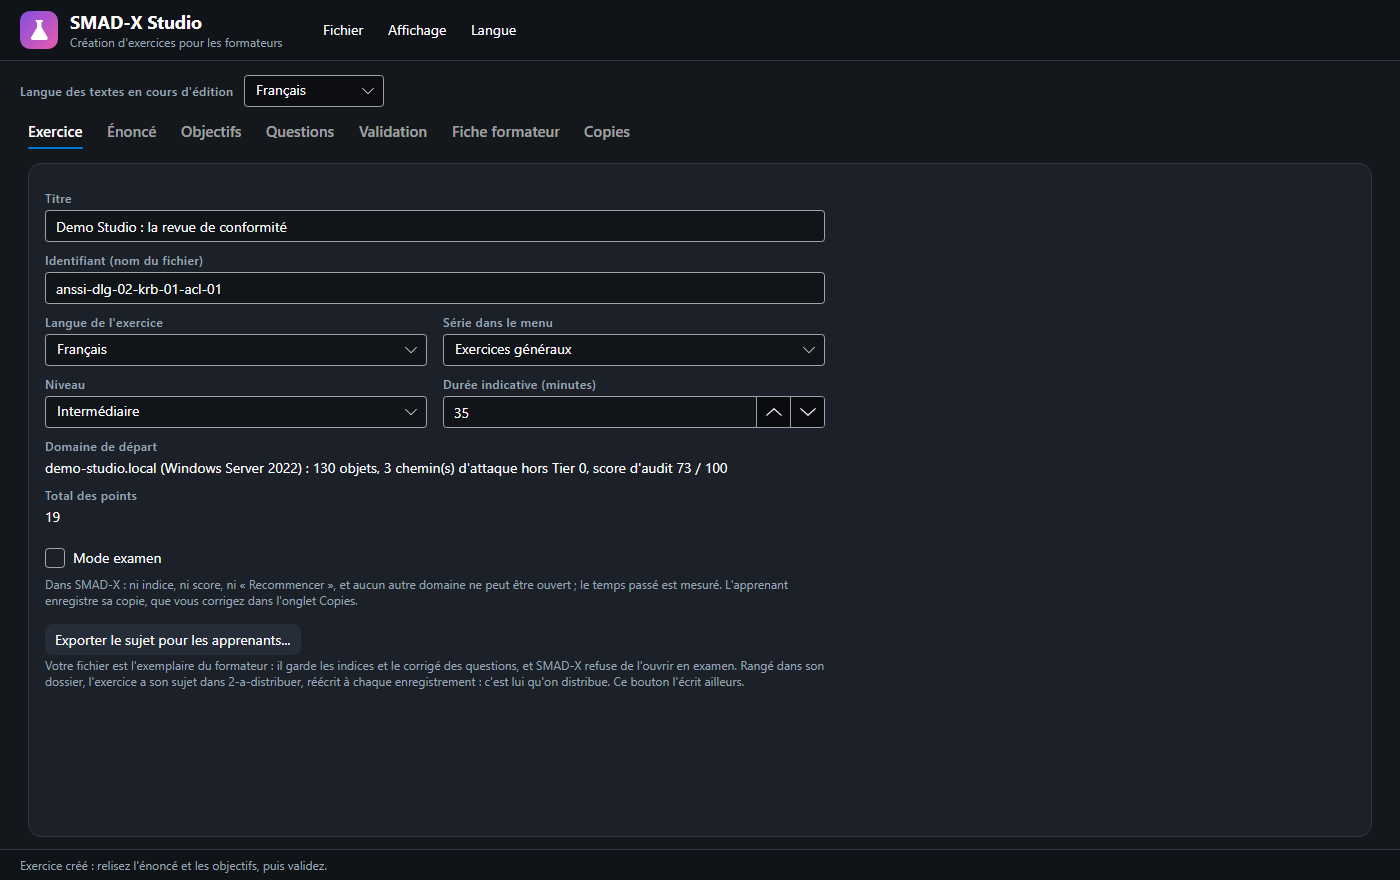 SMAD-X Studio
Création d'exercices pour les formateurs
Fichier Affichage Langue
Langue des textes en cours d'édition Français
Exercice Énoncé Objectifs Questions Validation Fiche formateur Copies
Titre
Demo Studio : la revue de conformité
Identifiant (nom du fichier)
anssi-dlg-02-krb-01-acl-01
Langue de l'exercice Série dans le menu
Français Exercices généraux
Niveau Durée indicative (minutes)
Intermédiaire 35
Domaine de départ
demo-studio.local (Windows Server 2022) : 130 objets, 3 chemin(s) d'attaque hors Tier 0, score d'audit 73 / 100
Total des points
19
Mode examen
Dans SMAD-X : ni indice, ni score, ni « Recommencer », et aucun autre domaine ne peut être ouvert ; le temps passé est mesuré. L'apprenant
enregistre sa copie, que vous corrigez dans l'onglet Copies.
Exporter le sujet pour les apprenants...
Votre fichier est l'exemplaire du formateur : il garde les indices et le corrigé des questions, et SMAD-X refuse de l'ouvrir en examen. Rangé dans son
dossier, l'exercice a son sujet dans 2-a-distribuer, réécrit à chaque enregistrement : c'est lui qu'on distribue. Ce bouton l'écrit ailleurs.
Exercice créé : relisez l'énoncé et les objectifs, puis validez.